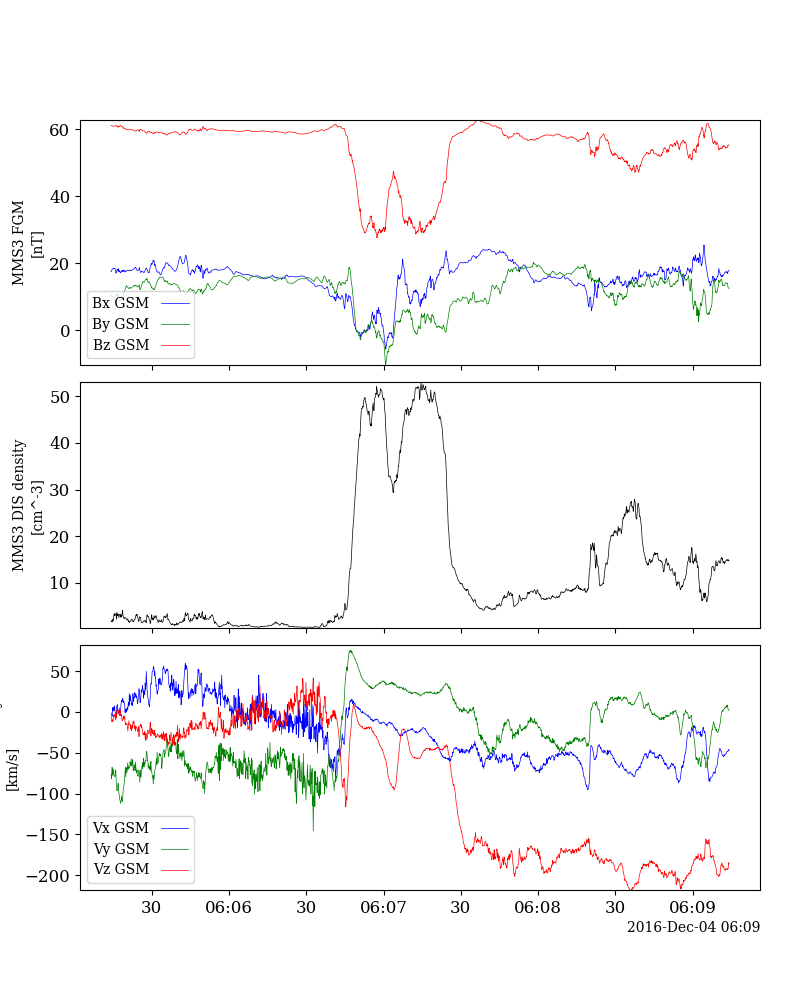 60
40
20
0
MMS3 FGM
[nT]
Bx GSM
By GSM
Bz GSM
50
40
30
20
10
MMS3 DIS density
[cm^-3]
50
0
−50
−100
−150
−200
[km/s]
Vx GSM
Vy GSM
Vz GSM
30 06:06 30 06:07 30 06:08 30 06:09
2016-Dec-04 06:09